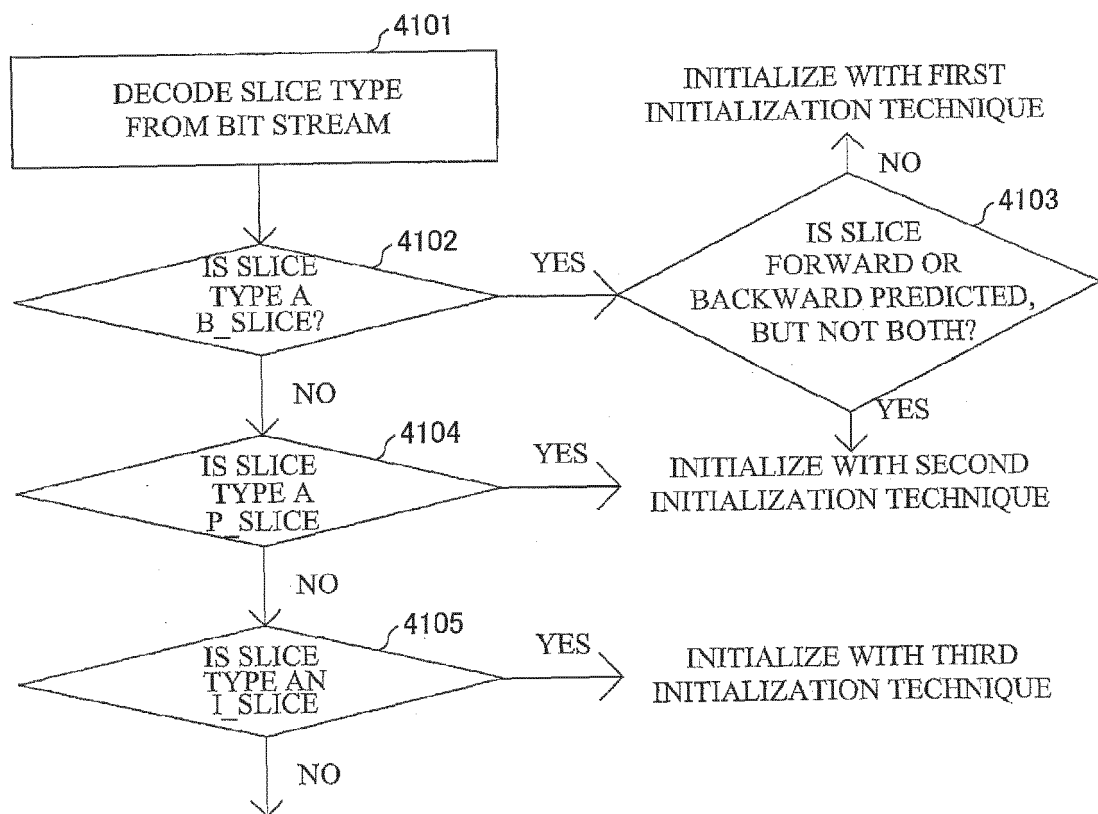 4101
DECODE SLICE TYPE
FROM BIT STREAM
INITIALIZE WITH FIRST
INITIALIZATION TECHNIQUE
NO
4102
IS SLICE
TYPE A
B_SLICE?
YES
4103
IS SLICE
FORWARD OR
BACKWARD PREDICTED,
BUT NOT BOTH?
NO
YES
4104
IS SLICE
TYPE A
P_SLICE
YES
INITIALIZE WITH SECOND
INITIALIZATION TECHNIQUE
NO
4105
IS SLICE
TYPE AN
I_SLICE
YES
INITIALIZE WITH THIRD
INITIALIZATION TECHNIQUE
NO